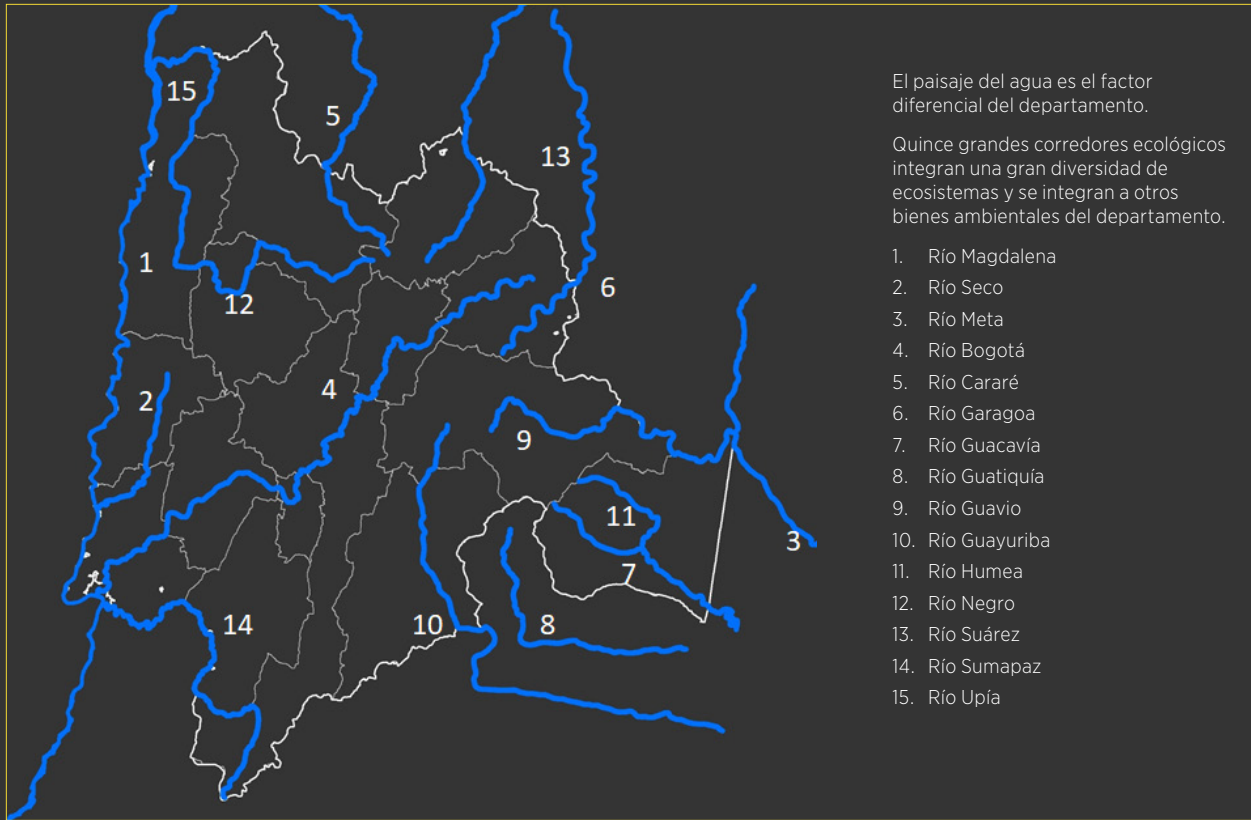 El paisaje del agua es el factor
diferencial del departamento.
Quince grandes corredores ecológicos
integran una gran diversidad de
ecosistemas y se integran a otros
bienes ambientales del departamento.
1. Río Magdalena
2. Río Seco
3. Río Meta
4. Río Bogotá
5. Río Cararé
6. Río Garagoa
7. Río Guacavía
8. Río Guatiquía
9. Río Guavio
10. Río Guayuriba
11. Río Humea
12. Río Negro
13. Río Suárez
14. Río Sumapaz
15. Río Upía
15
5
13
1
6
12
4
2
9
11
3
7
14
10
8